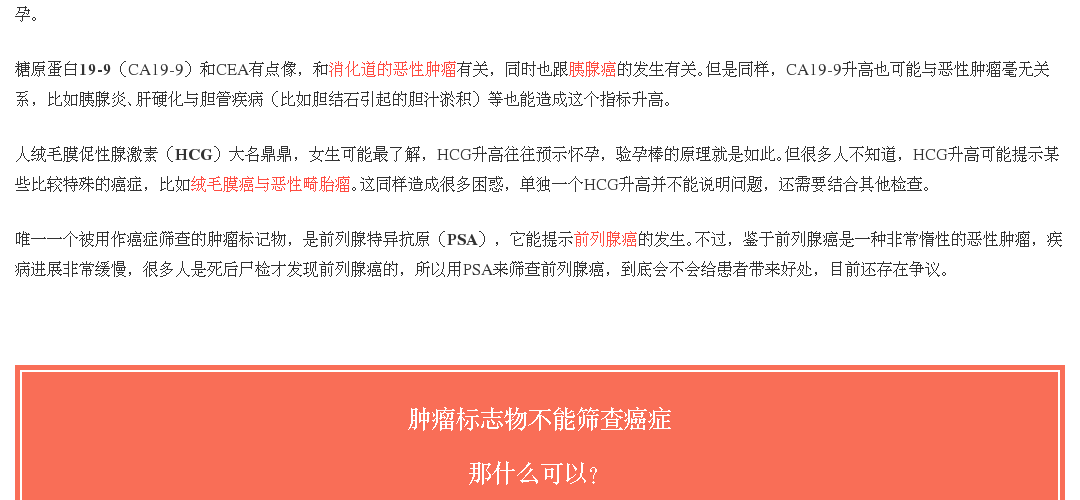 孕。
糖原蛋白19-9（CA19-9）和CEA有点像，和消化道的恶性肿瘤有关，同时也跟胰腺癌的发生有关。但是同样，CA19-9升高也可能与恶性肿瘤毫无关
系，比如胰腺炎、肝硬化与胆管疾病（比如胆结石引起的胆汁淤积）等也能造成这个指标升高。
人绒毛膜促性腺激素（HCG）大名鼎鼎，女生可能最了解，HCG升高往往预示怀孕，验孕棒的原理就是如此。但很多人不知道，HCG升高可能提示某
些比较特殊的癌症，比如绒毛膜癌与恶性畸胎瘤。这同样造成很多困惑，单独一个HCG升高并不能说明问题，还需要结合其他检查。
唯一一个被用作癌症筛查的肿瘤标记物，是前列腺特异抗原（PSA），它能提示前列腺癌的发生。不过，鉴于前列腺癌是一种非常惰性的恶性肿瘤，疾
病进展非常缓慢，很多人是死后尸检才发现前列腺癌的，所以用PSA来筛查前列腺癌，到底会不会给患者带来好处，目前还存在争议。
肿瘤标志物不能筛查癌症
那什么可以？